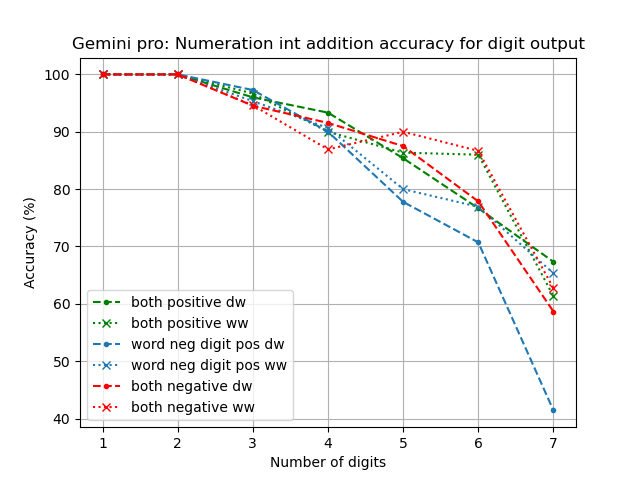 Gemini pro: Numeration int addition accuracy for digit output
100
90
80
70
60
50
40
Accuracy (%)
both positive dw
both positive ww
word neg digit pos dw
word neg digit pos ww
both negative dw
both negative ww
1 2 3 4 5 6 7
Number of digits